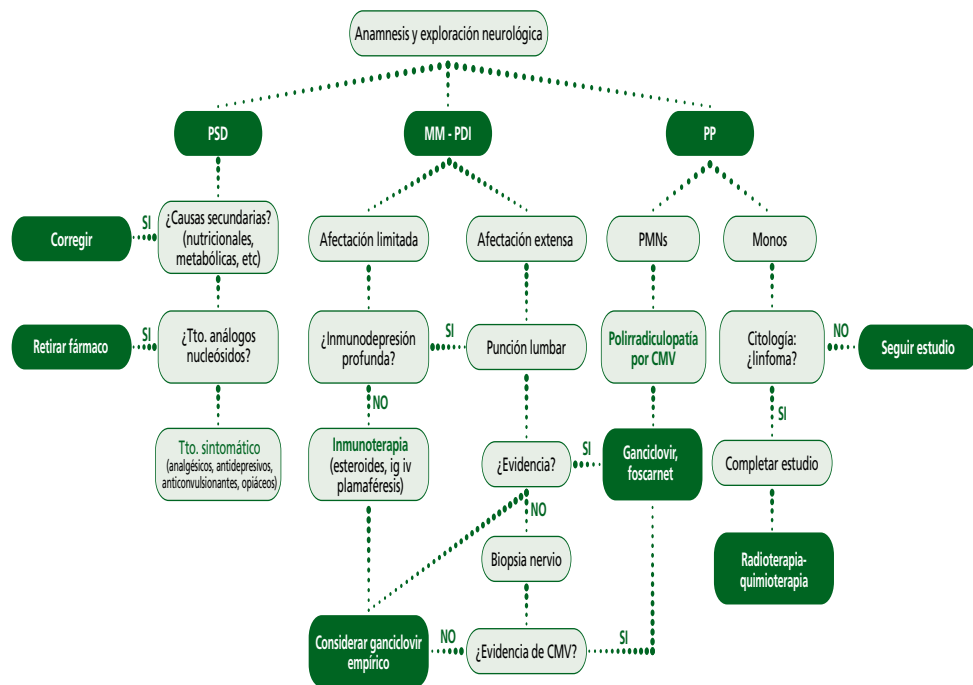 Anamnesis y exploración neurológica
PSD
MM - PDI
PP
Corregir
SI
¿Causas secundarias?
(nutricionales,
metabólicas, etc)
Afectación limitada
Afectación extensa
PMNs
Monos
Retirar fármaco
SI
¿Tto. análogos
nucleósidos?
¿Inmunodepresión
profunda?
SI
Punción lumbar
Polirradiculopatía
por CMV
Citología:
¿linfoma?
NO
Seguir estudio
NO
SI
Tto. sintomático
(analgésicos, antidepresivos,
anticonvulsionantes, opiáceos)
Inmunoterapia
(esteroides, ig iv
plamaféresis)
¿Evidencia?
SI
Ganciclovir,
foscarnet
Completar estudio
NO
Biopsia nervio
Radioterapia-
quimioterapia
Considerar ganciclovir
empírico
NO
¿Evidencia de CMV?
SI